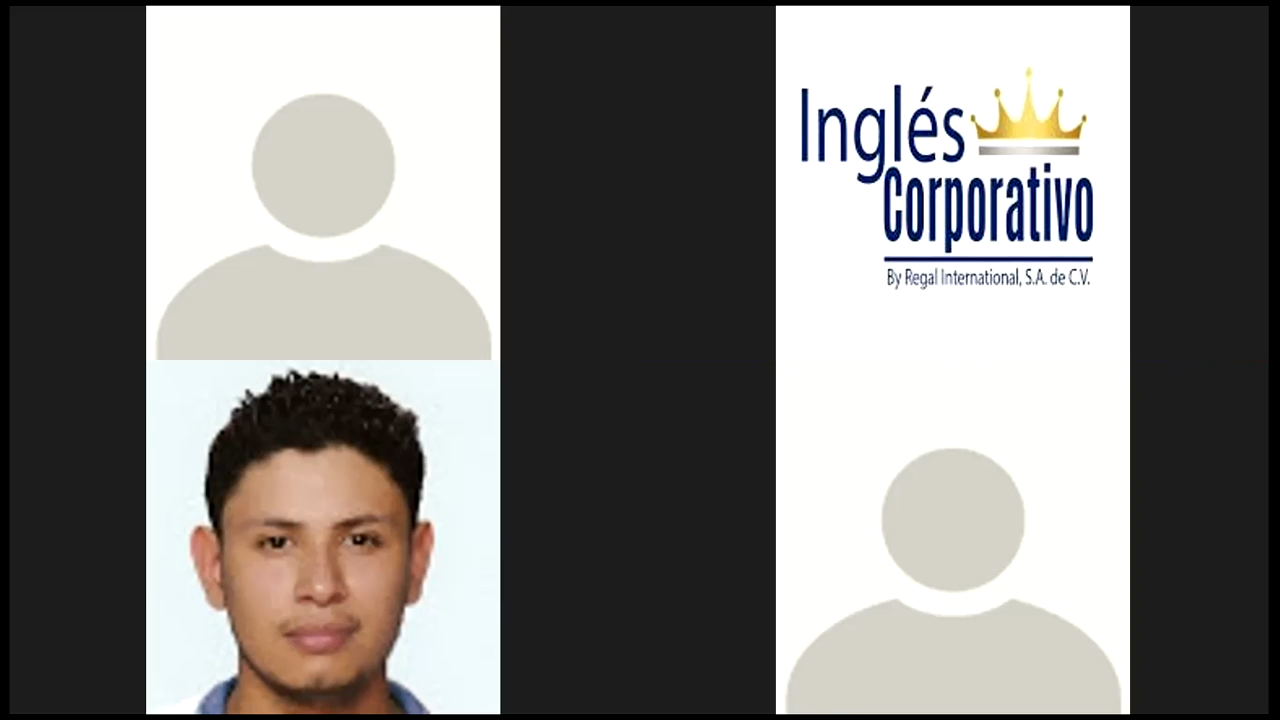 Inglés
Corporativo
By Regal International, S.A. de C.V.